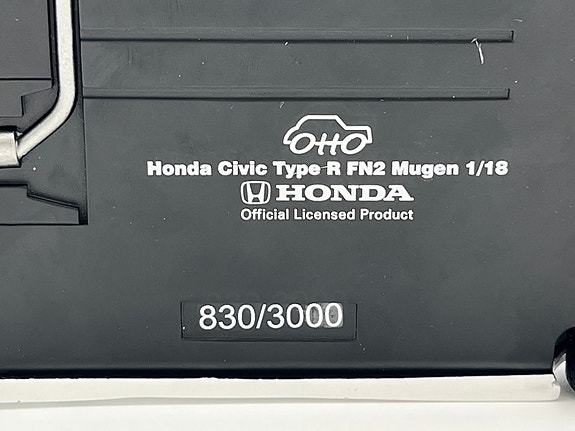 OttO
Honda Civic Type R FN2 Mugen 1/18
HONDA
Official Licensed Product
830/3000